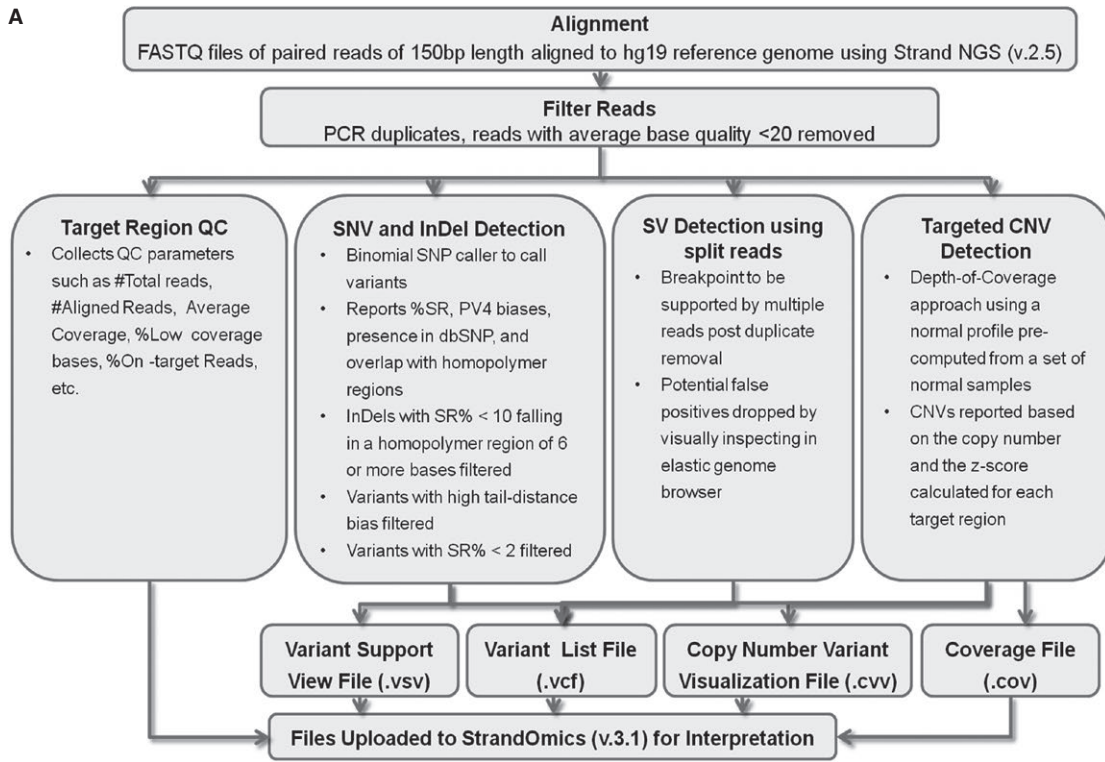 A
Alignment
FASTQ files of paired reads of 150bp length aligned to hg19 reference genome using Strand NGS (v.2.5)
Filter Reads
PCR duplicates, reads with average base quality <20 removed
Target Region QC
• Collects QC parameters
such as #Total reads,
#Aligned Reads, Average
Coverage, %Low coverage
bases, %On -target Reads,
etc.
SNV and InDel Detection
• Binomial SNP caller to call
variants
• Reports %SR, PV4 biases,
presence in dbSNP, and
overlap with homopolymer
regions
• InDels with SR% < 10 falling
in a homopolymer region of 6
or more bases filtered
• Variants with high tail-distance
bias filtered
• Variants with SR% < 2 filtered
SV Detection using
split reads
• Breakpoint to be
supported by multiple
reads post duplicate
removal
• Potential false
positives dropped by
visually inspecting in
elastic genome
browser
Targeted CNV
Detection
• Depth-of-Coverage
approach using a
normal profile pre-
computed from a set of
normal samples
• CNVs reported based
on the copy number
and the z-score
calculated for each
target region
Variant Support
View File (.vsv)
Variant List File
(.vcf)
Copy Number Variant
Visualization File (.cvv)
Coverage File
(.cov)
Files Uploaded to StrandOmics (v.3.1) for Interpretation